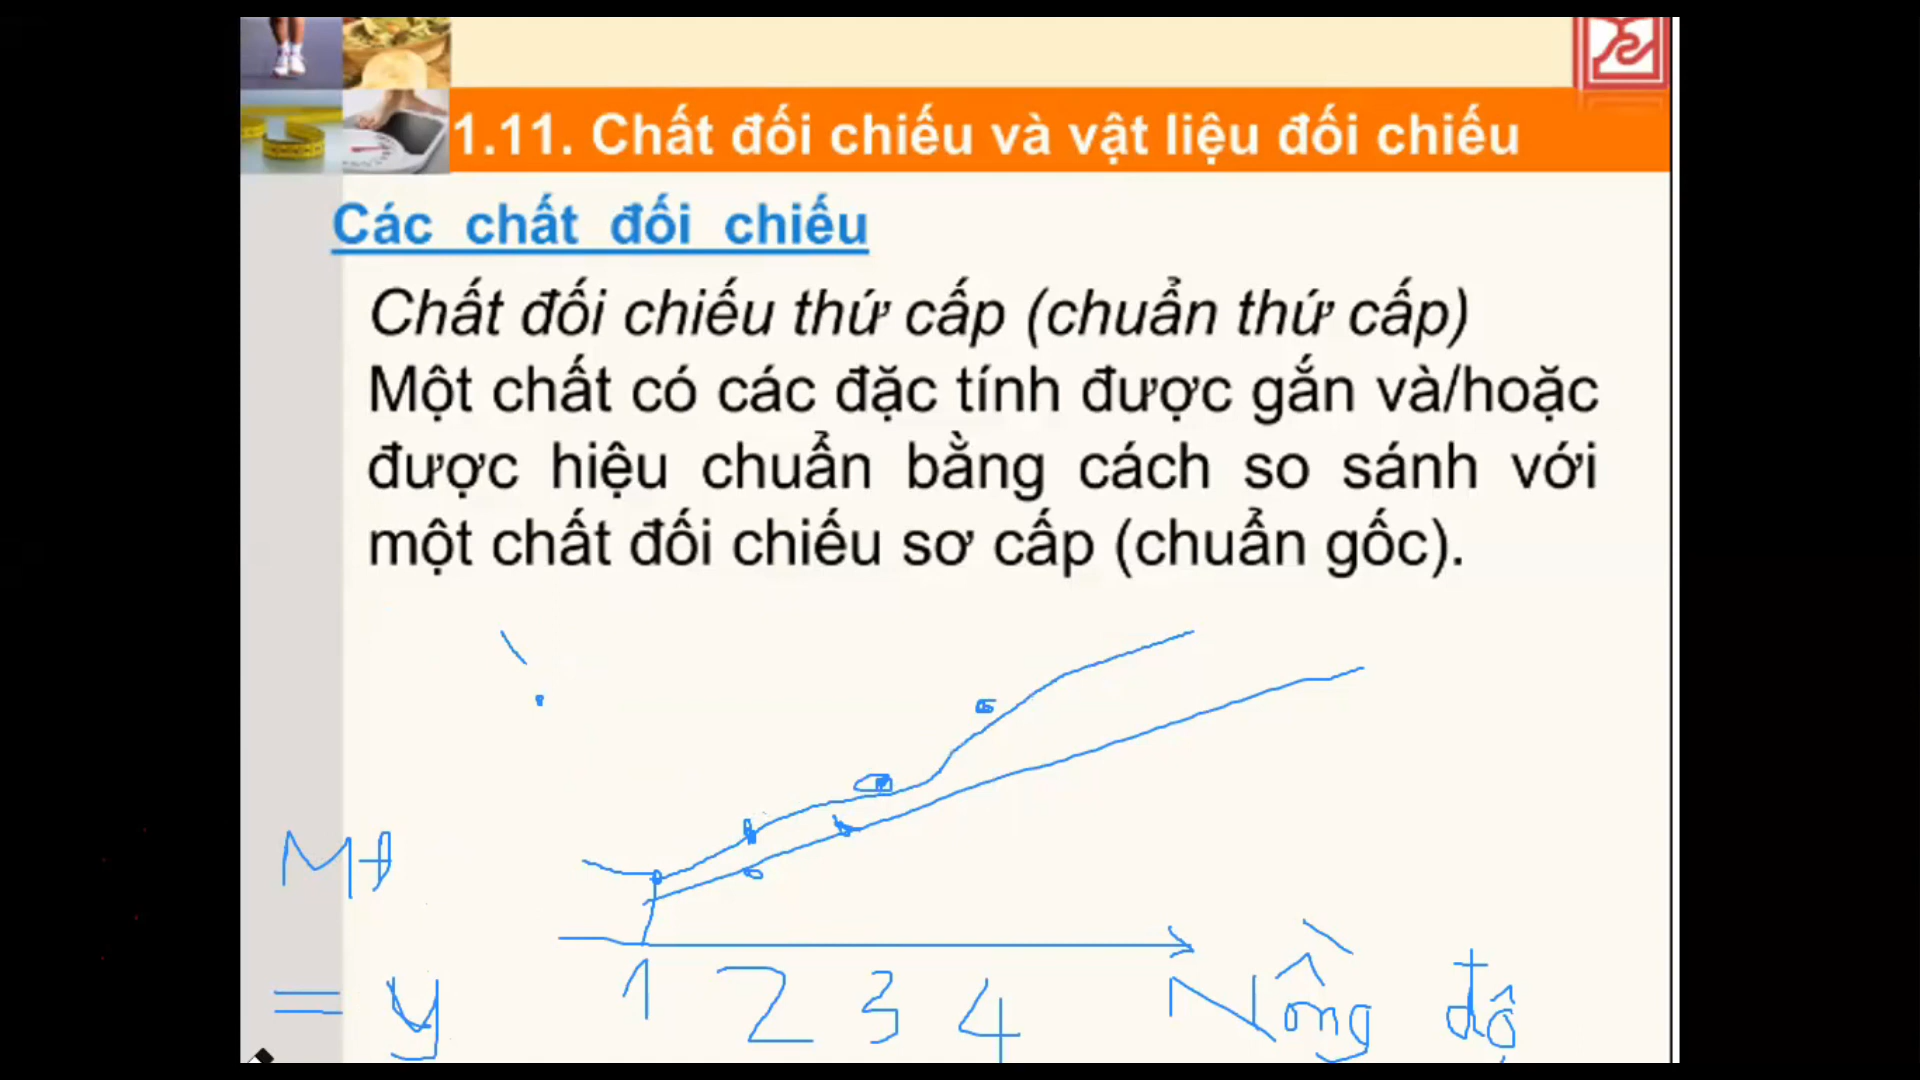 1.11. Chất đối chiếu và vật liệu đối chiếu
Các chất đối chiếu
Chất đối chiếu thứ cấp (chuẩn thứ cấp)
Một chất có các đặc tính được gắn và/hoặc
được hiệu chuẩn bằng cách so sánh với
một chất đối chiếu sơ cấp (chuẩn gốc).
= y
1 2 3 4 Nồng độ